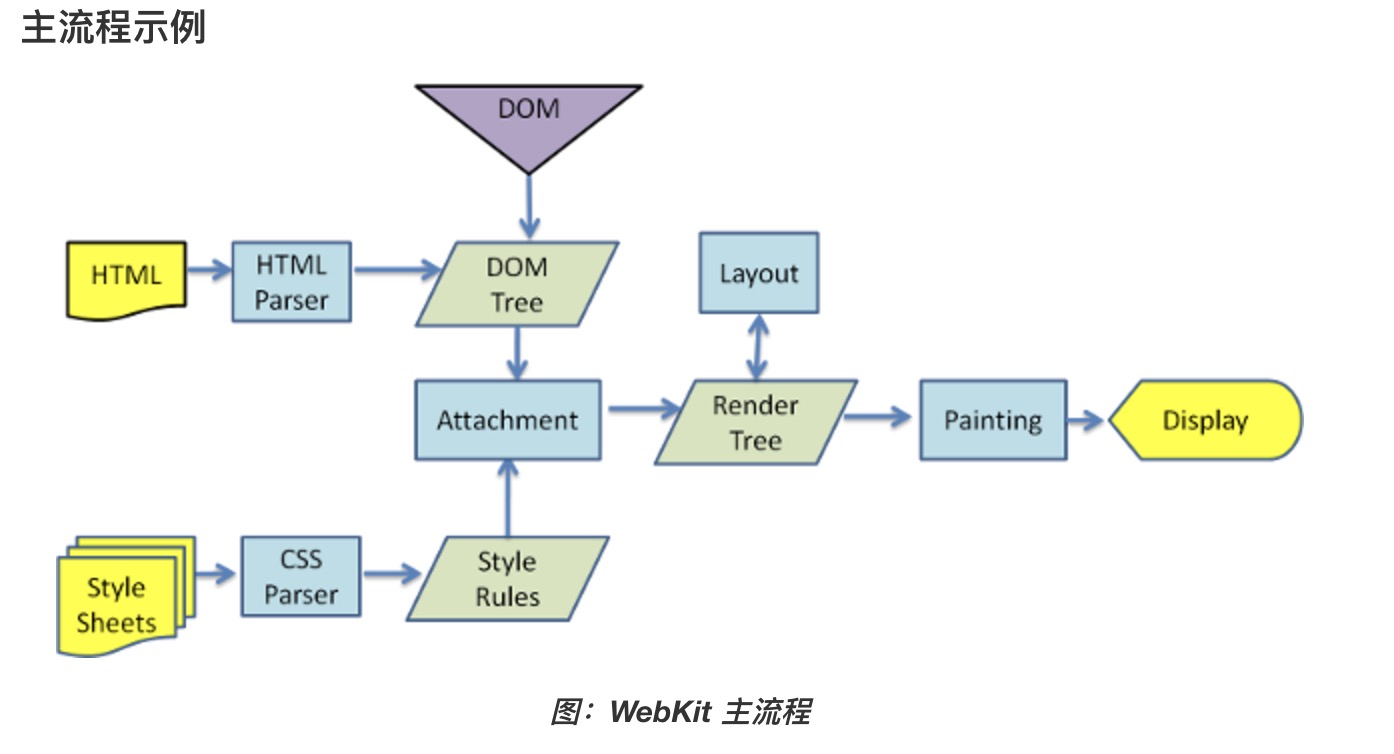 主流程示例
DOM
HTML
HTML
Parser
DOM
Tree
Layout
Attachment
Render
Tree
Painting
Display
Style
Sheets
CSS
Parser
Style
Rules
图：WebKit 主流程